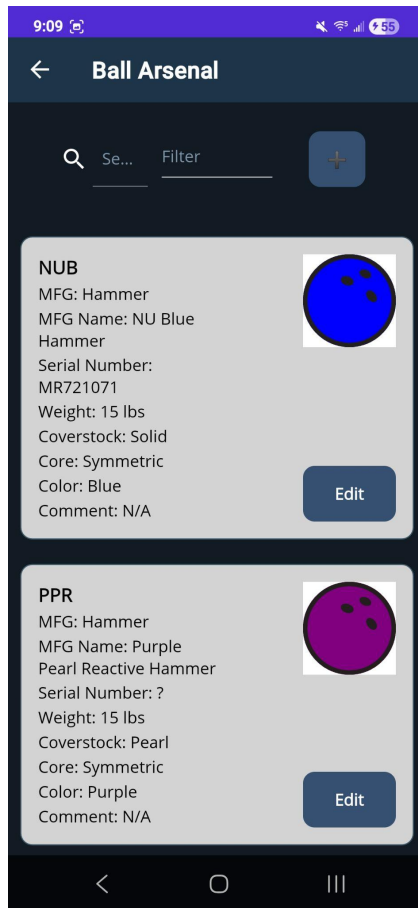 9:09
55
Ball Arsenal
Se...
Filter
+
NUB
MFG: Hammer
MFG Name: NU Blue
Hammer
Serial Number:
MR721071
Weight: 15 lbs
Coverstock: Solid
Core: Symmetric
Color: Blue
Comment: N/A
Edit
PPR
MFG: Hammer
MFG Name: Purple
Pearl Reactive Hammer
Serial Number: ?
Weight: 15 lbs
Coverstock: Pearl
Core: Symmetric
Color: Purple
Comment: N/A
Edit